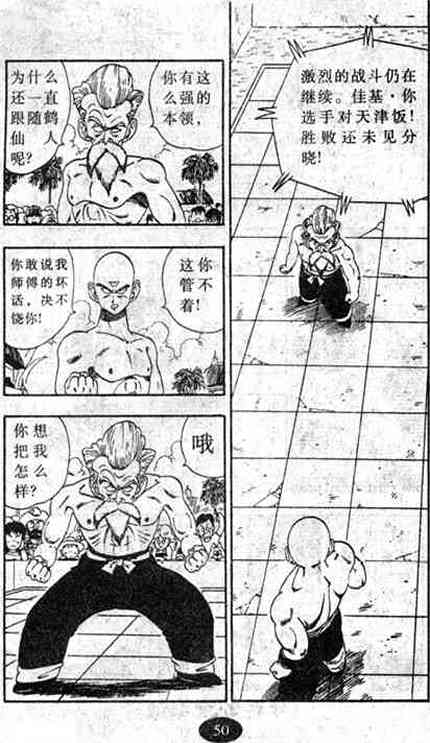 激烈的战斗仍在
继续。佳基·你
选手对天津饭!
胜败还未见分
晓!
你有这
么强的
本领,
为什么
还一直
跟随鹤
仙人
呢?
这你
管不
着!
你敢说我
师傅的坏
话,决不
饶你!
哦
你想
把我
怎么
样?
50